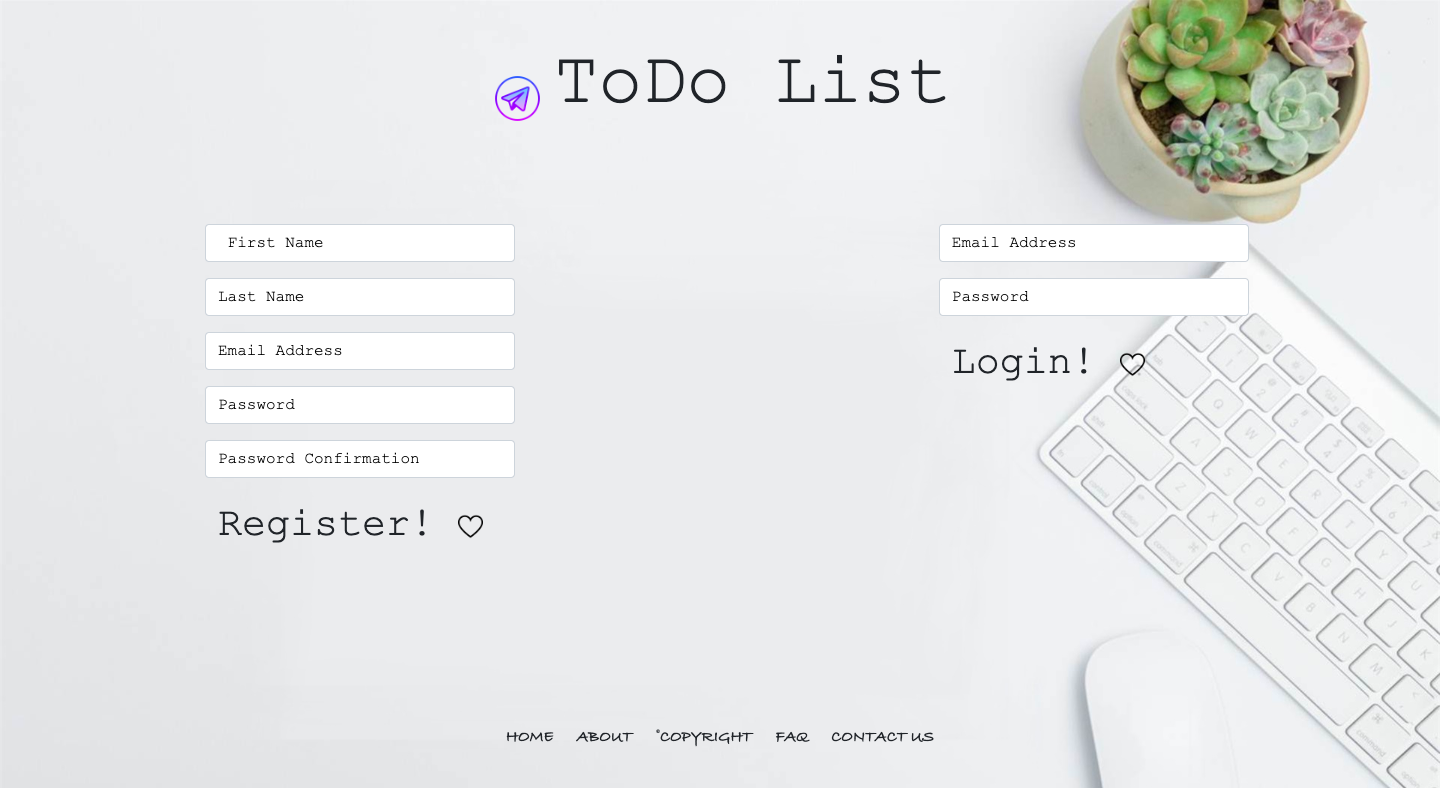 ToDo List
First Name
Last Name
Email Address
Password
Password Confirmation
Register!
Email Address
Password
Login!
HOME ABOUT ©COPYRIGHT FAQ CONTACT US